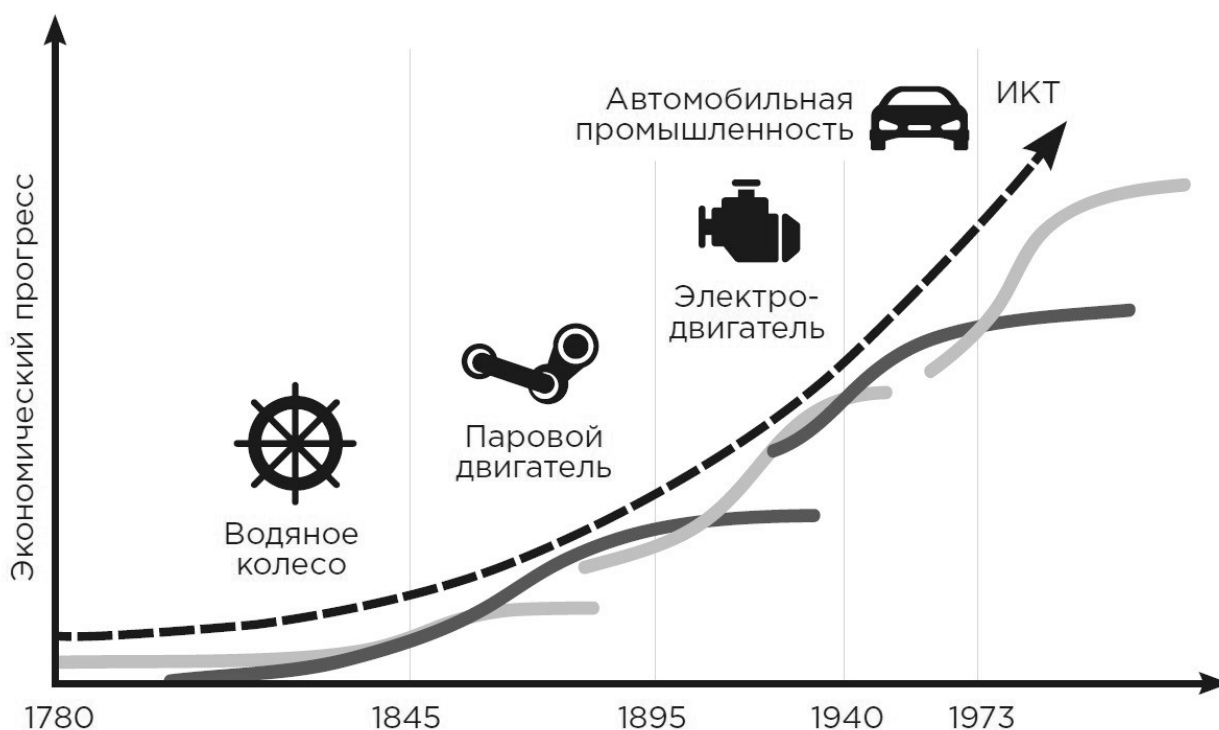 Экономический прогресс
Автомобильная
промышленность
ИКТ
Электро-
двигатель
Паровой
двигатель
Водяное
колесо
1780
1845
1895
1940
1973